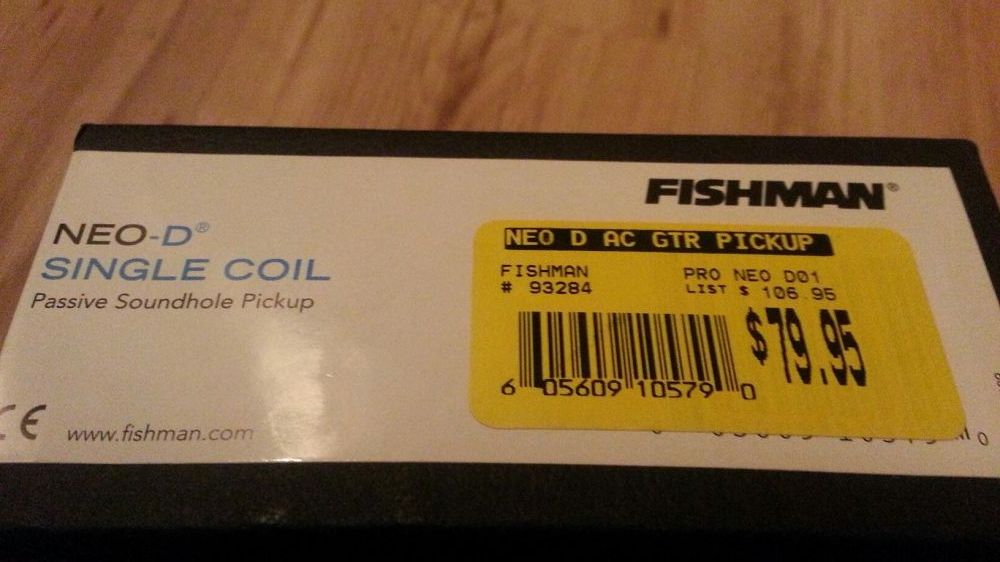 FISHMAN®
NEO-D®
SINGLE COIL
Passive Soundhole Pickup
CE www.fishman.com
NEO D AC GTR PICKUP
FISHMAN PRO NEO D01
# 93284 LIST $ 106.95
$79.95
6 05609 10579 0